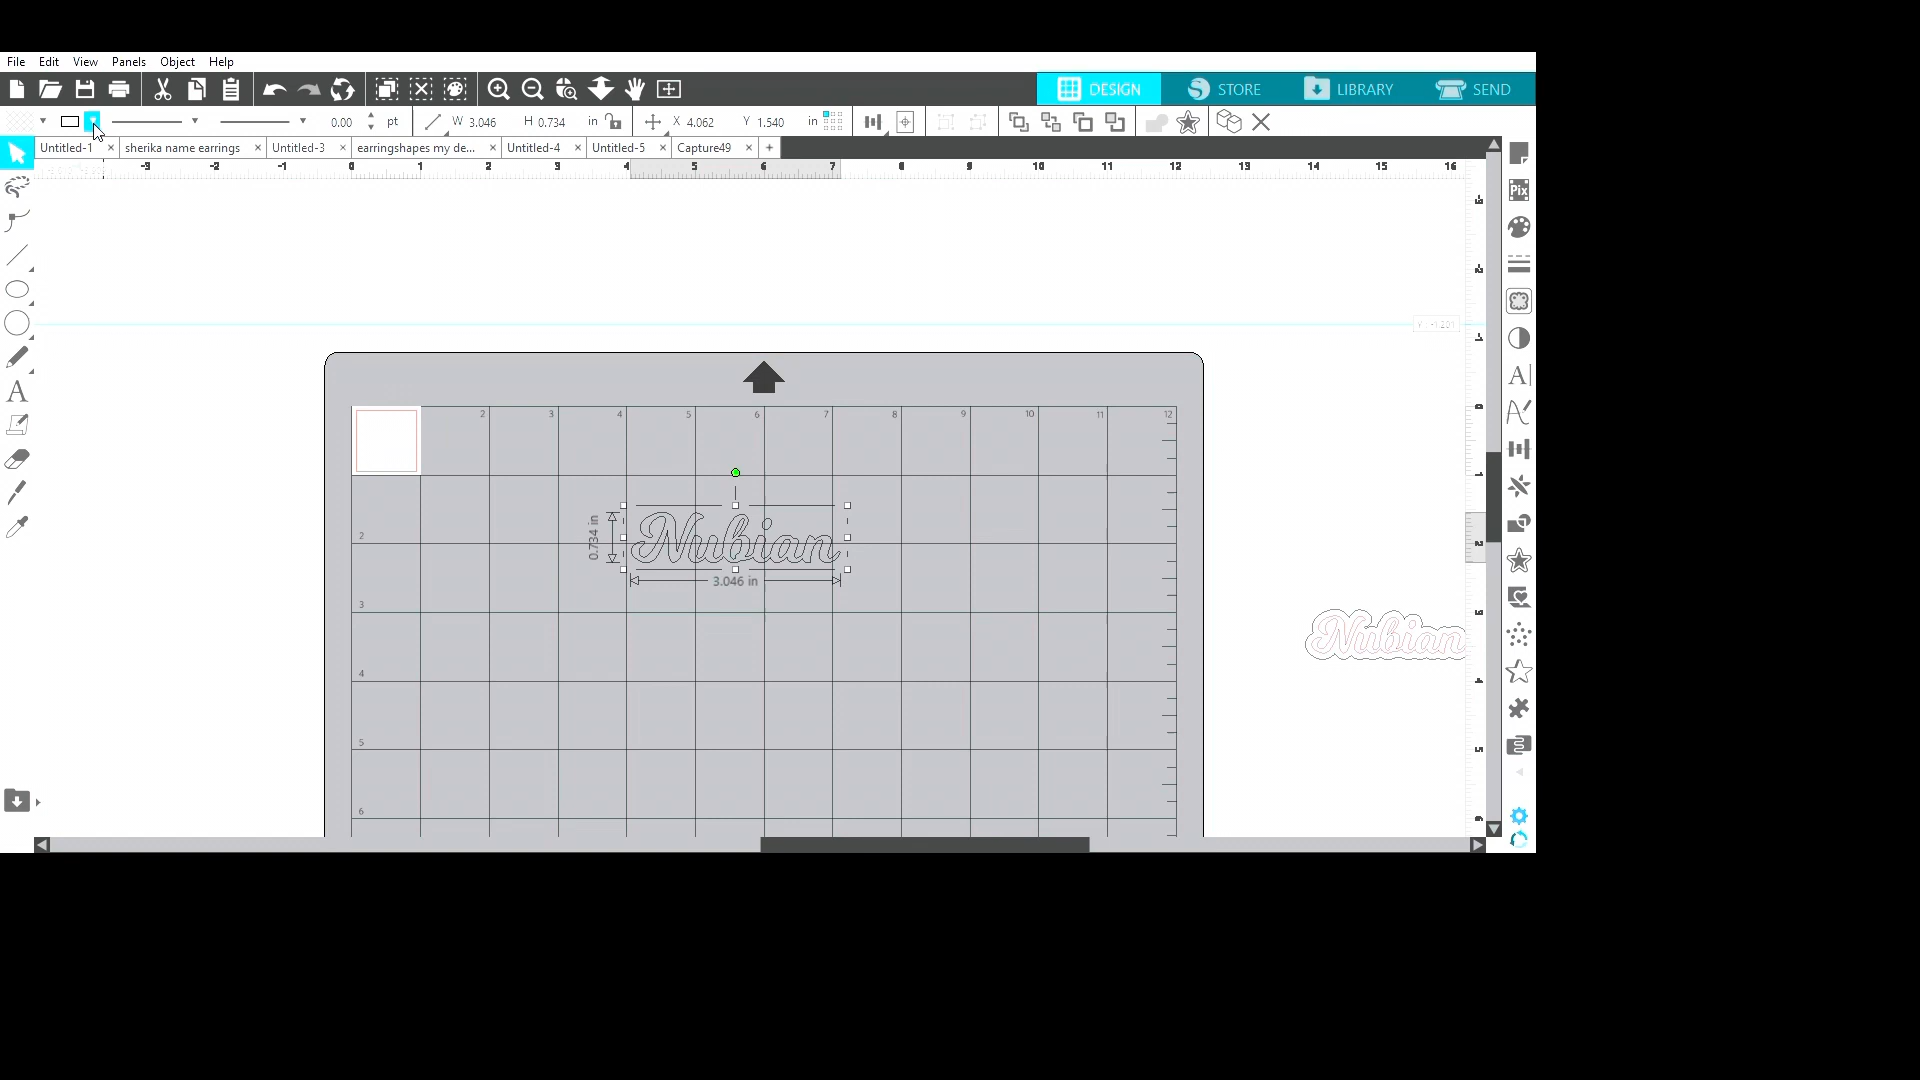 File Edit View Panels Object Help
DESIGN STORE LIBRARY SEND
0.00 pt W 3.046 H 0.734 in X 4.062 Y 1.540 in
Untitled-1 sherika name earrings Untitled-3 earringshapes my de... Untitled-4 Untitled-5 Capture49
-3 -2 -1 0 1 2 3 4 5 6 7 8 9 10 11 12 13 14 15 16
Pix
Y : -1.201
2 3 4 5 6 7 8 9 10 11 12
Nubian
0.734 in
3.046 in
2
3
Nubian
4
5
6